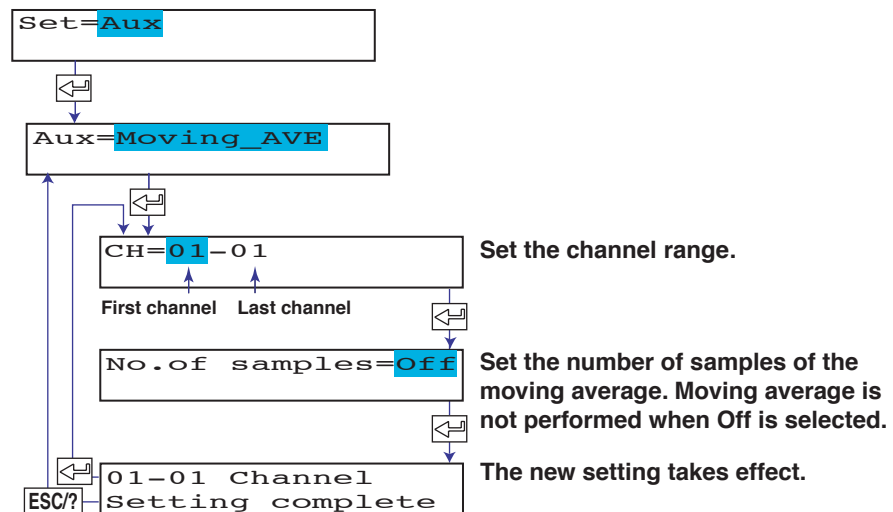 Set=Aux
Aux=Moving_AVE
CH=01-01
Set the channel range.
First channel Last channel
No.of samples=Off
Set the number of samples of the
moving average. Moving average is
not performed when Off is selected.
01-01 Channel
The new setting takes effect.
ESC/?
Setting complete